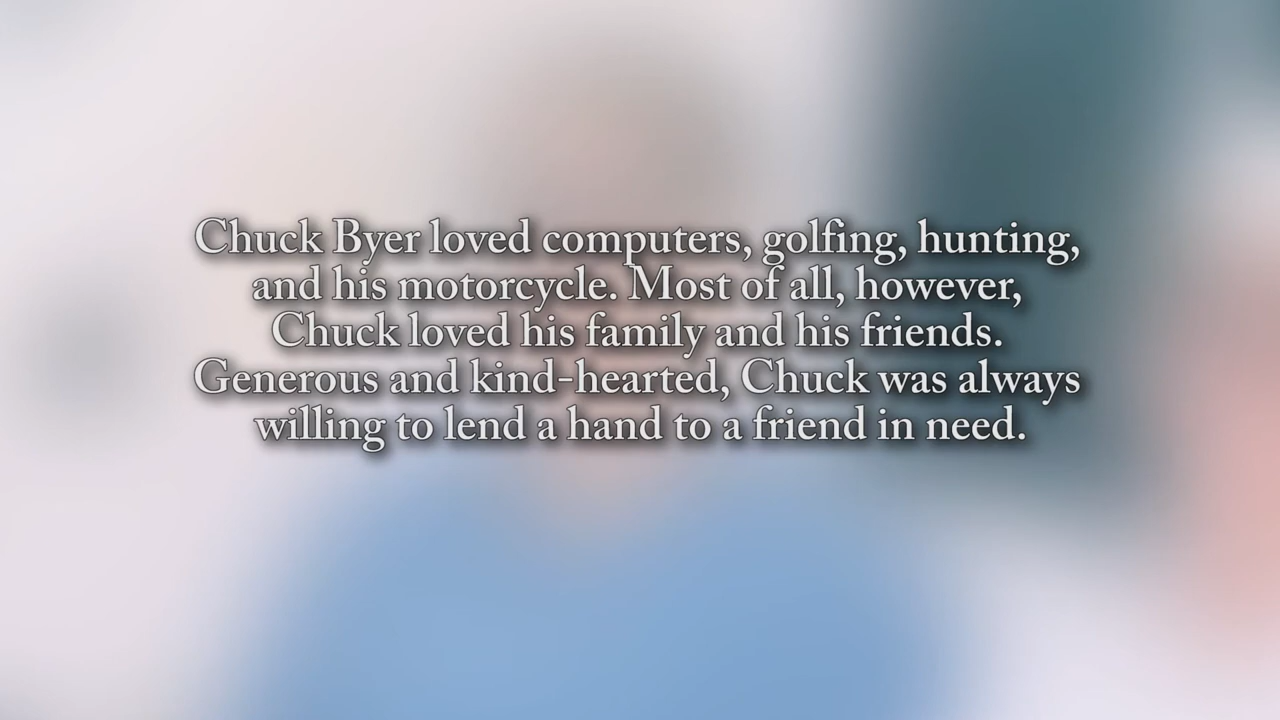 Chuck Byer loved computers, golfing, hunting,
and his motorcycle. Most of all, however,
Chuck loved his family and his friends.
Generous and kind-hearted, Chuck was always
willing to lend a hand to a friend in need.